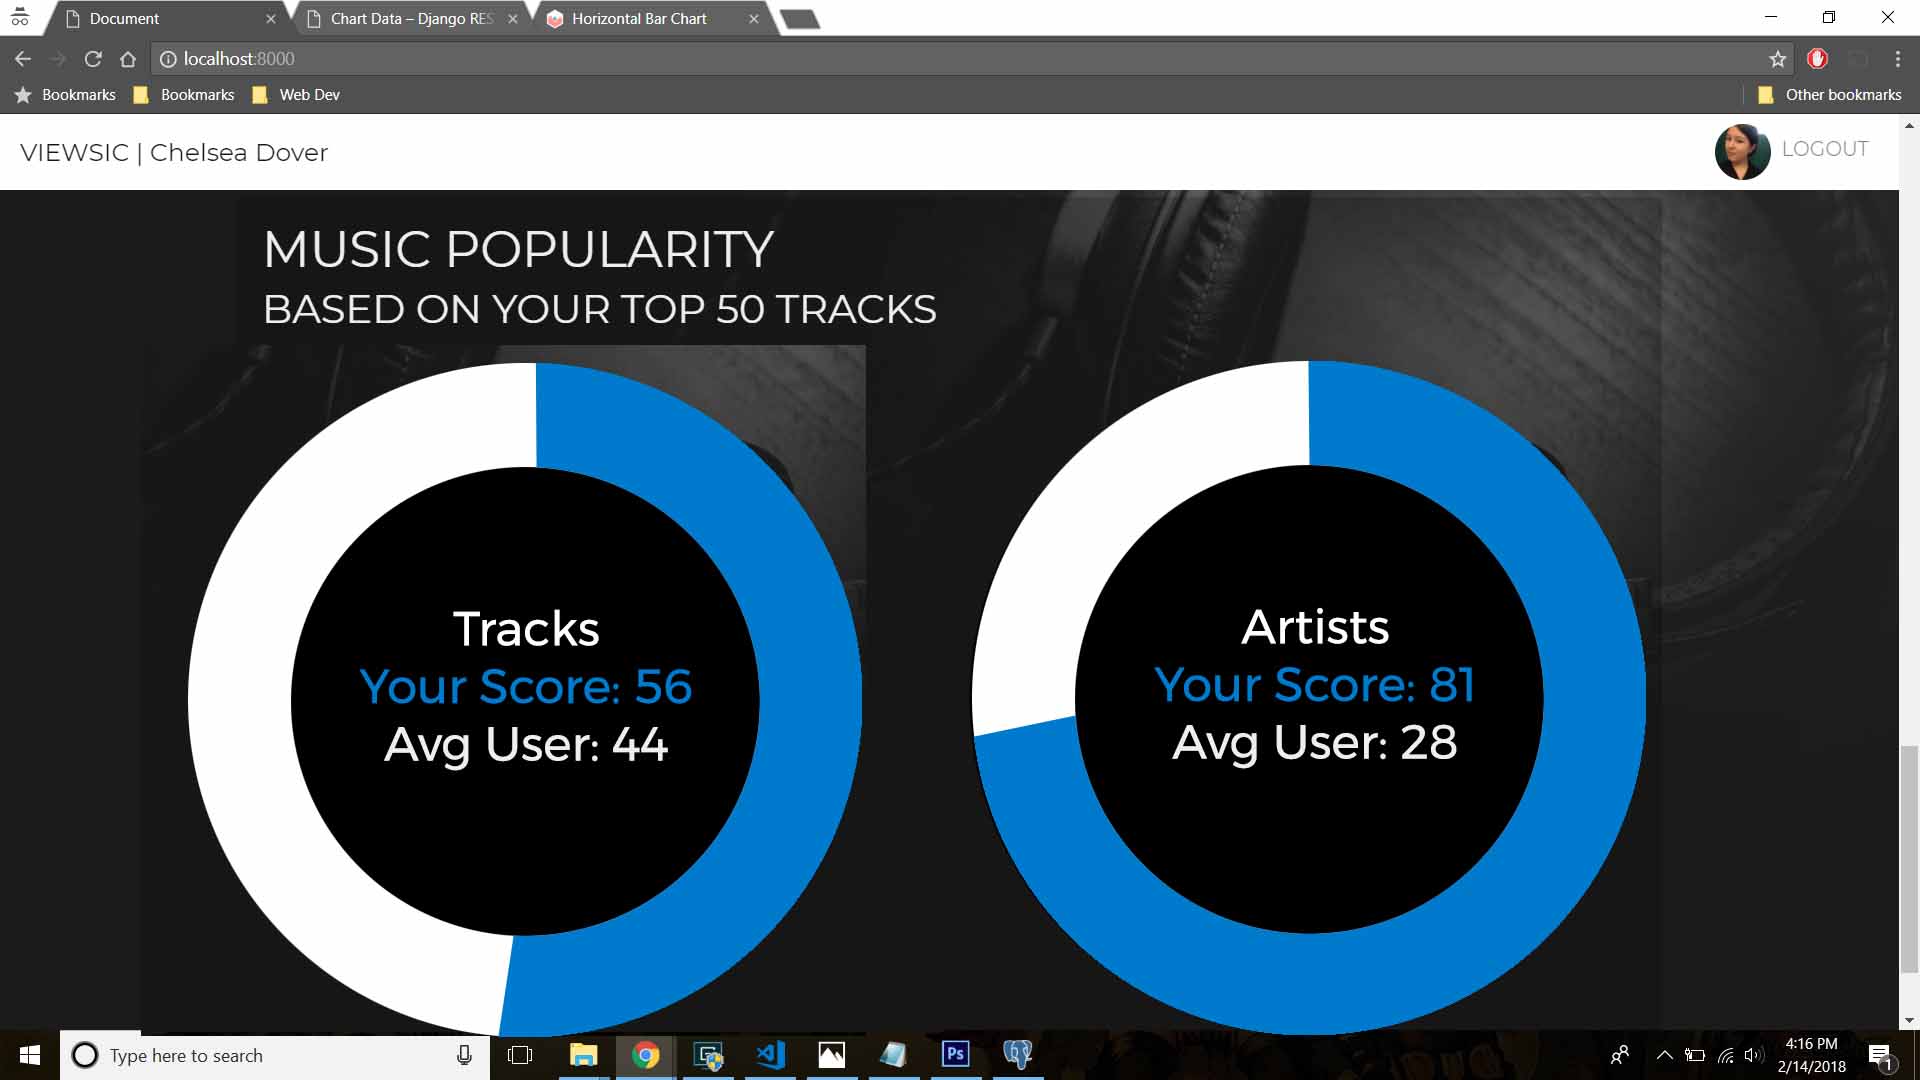 Document
Chart Data – Django RES
Horizontal Bar Chart
localhost:8000
Bookmarks
Bookmarks
Web Dev
Other bookmarks
VIEWSIC | Chelsea Dover
LOGOUT
MUSIC POPULARITY
BASED ON YOUR TOP 50 TRACKS
Tracks
Your Score: 56
Avg User: 44
Artists
Your Score: 81
Avg User: 28
Type here to search
Ps
4:16 PM
2/14/2018
1